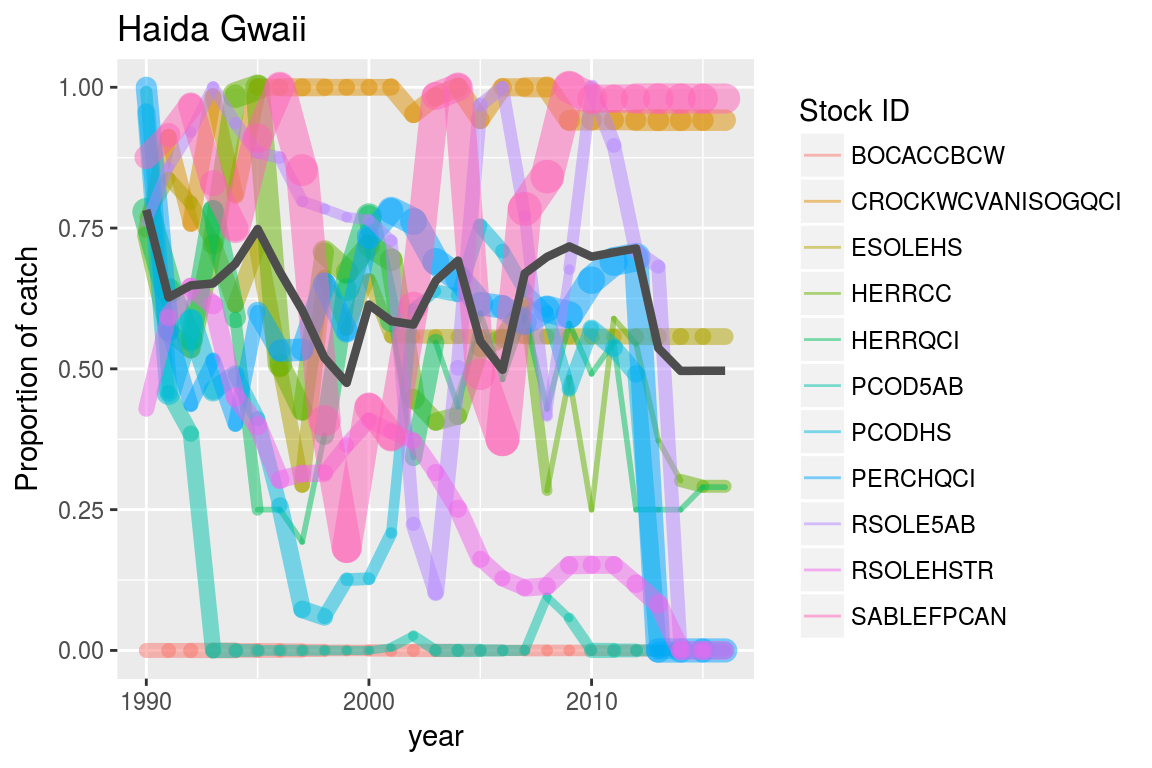 Haida Gwaii
Proportion of catch
1.00
0.75
0.50
0.25
0.00
1990
2000
2010
year
Stock ID
BOCACCBCW
CROCKWCVANISOGQCI
ESOLEHS
HERRCC
HERRQCI
PCOD5AB
PCODHS
PERCHQCI
RSOLE5AB
RSOLEHSTR
SABLEFPCAN